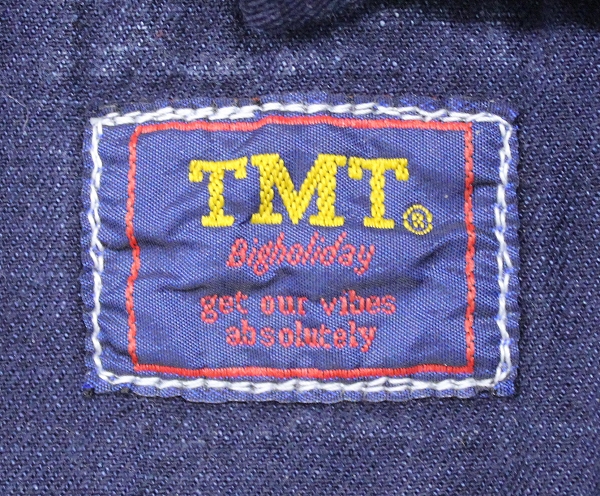 TMT®
Bigholiday
get our vibes
absolutely